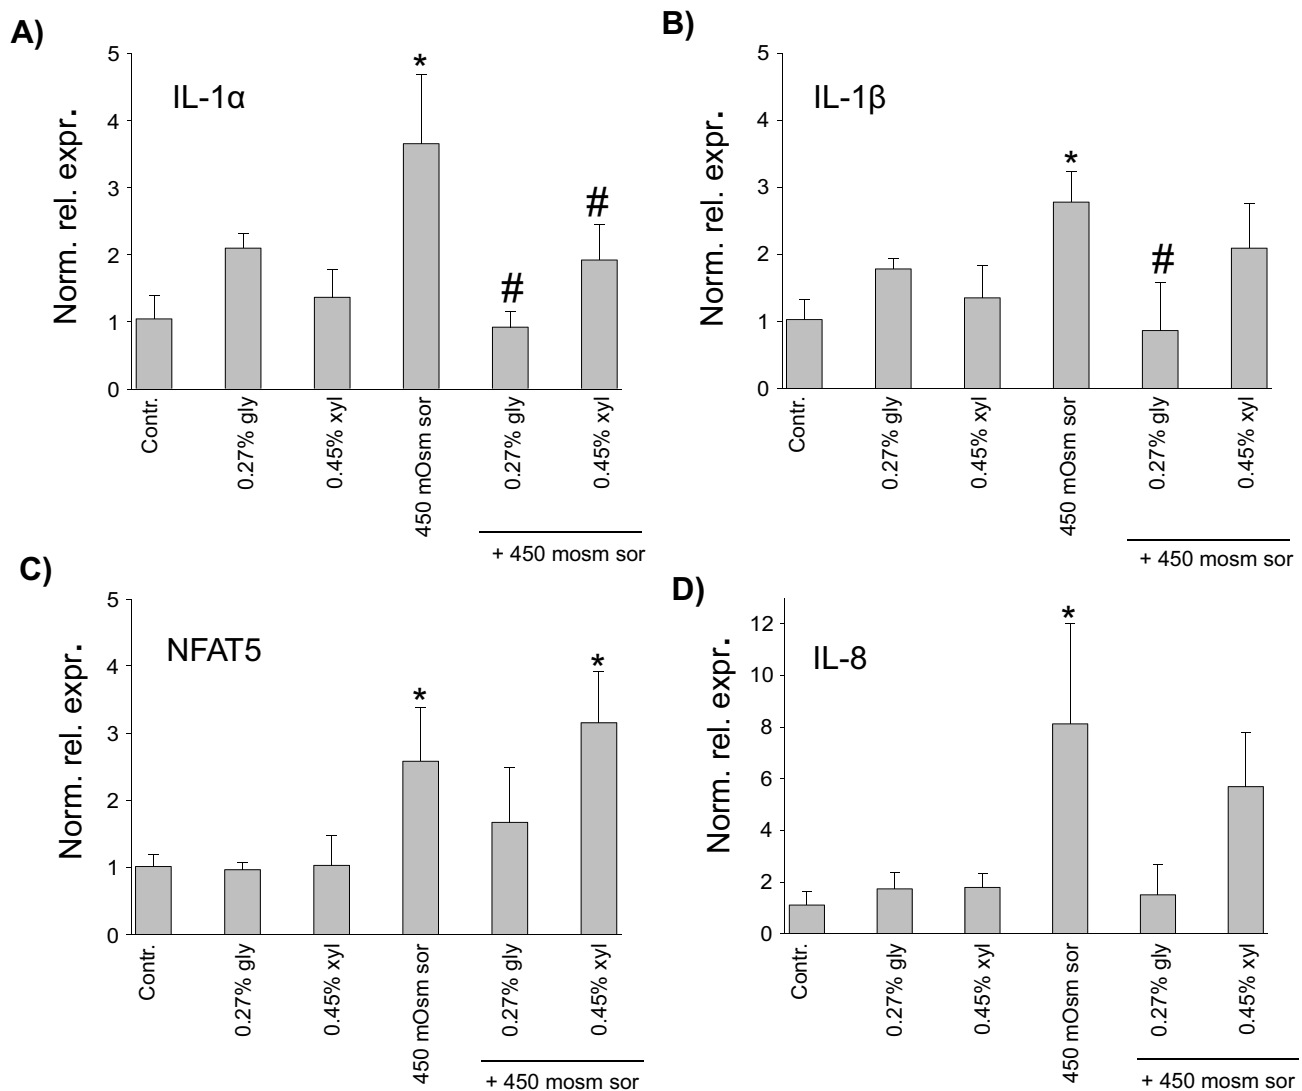 A)
Norm. rel. expr.
5
4
3
2
1
0
IL-1α
*
#
#
Contr.
0.27% gly
0.45% xyl
450 mOsm sor
0.27% gly
0.45% xyl
+ 450 mosm sor
B)
Norm. rel. expr.
5
4
3
2
1
0
IL-1β
*
#
Contr.
0.27% gly
0.45% xyl
450 mOsm sor
0.27% gly
0.45% xyl
+ 450 mosm sor
C)
Norm. rel. expr.
5
4
3
2
1
0
NFAT5
*
*
Contr.
0.27% gly
0.45% xyl
450 mOsm sor
0.27% gly
0.45% xyl
+ 450 mosm sor
D)
Norm. rel. expr.
12
10
8
6
4
2
0
IL-8
*
Contr.
0.27% gly
0.45% xyl
450 mOsm sor
0.27% gly
0.45% xyl
+ 450 mosm sor